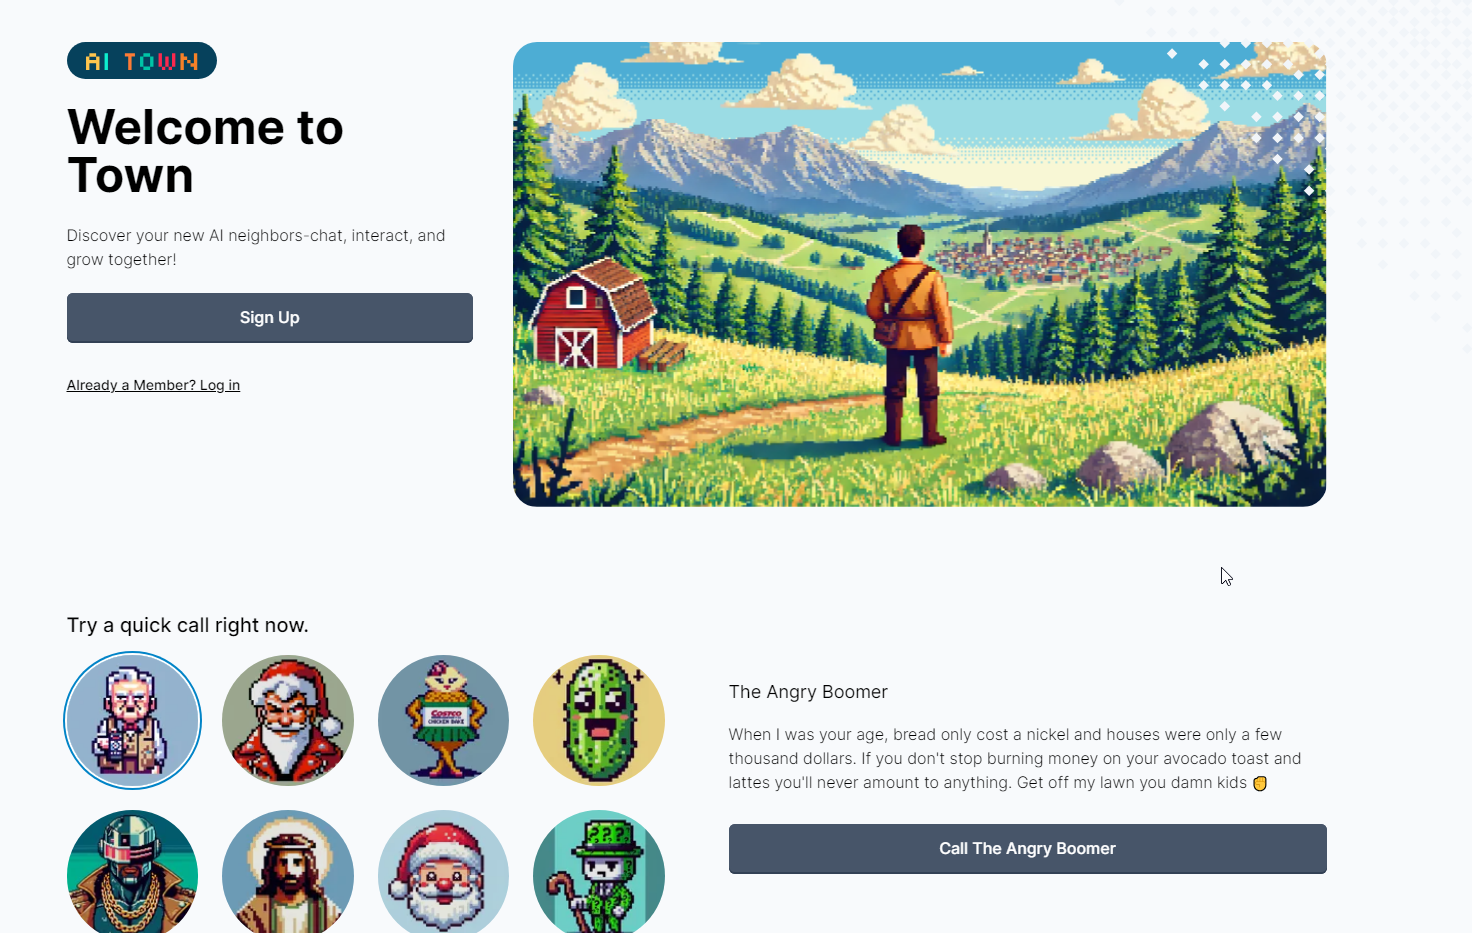 AI TOWN
Welcome to
Town
Discover your new AI neighbors-chat, interact, and
grow together!
Sign Up
Already a Member? Log in
Try a quick call right now.
COSTCO
CHICKEN BAKE
???
The Angry Boomer
When I was your age, bread only cost a nickel and houses were only a few
thousand dollars. If you don't stop burning money on your avocado toast and
lattes you'll never amount to anything. Get off my lawn you damn kids ✊
Call The Angry Boomer